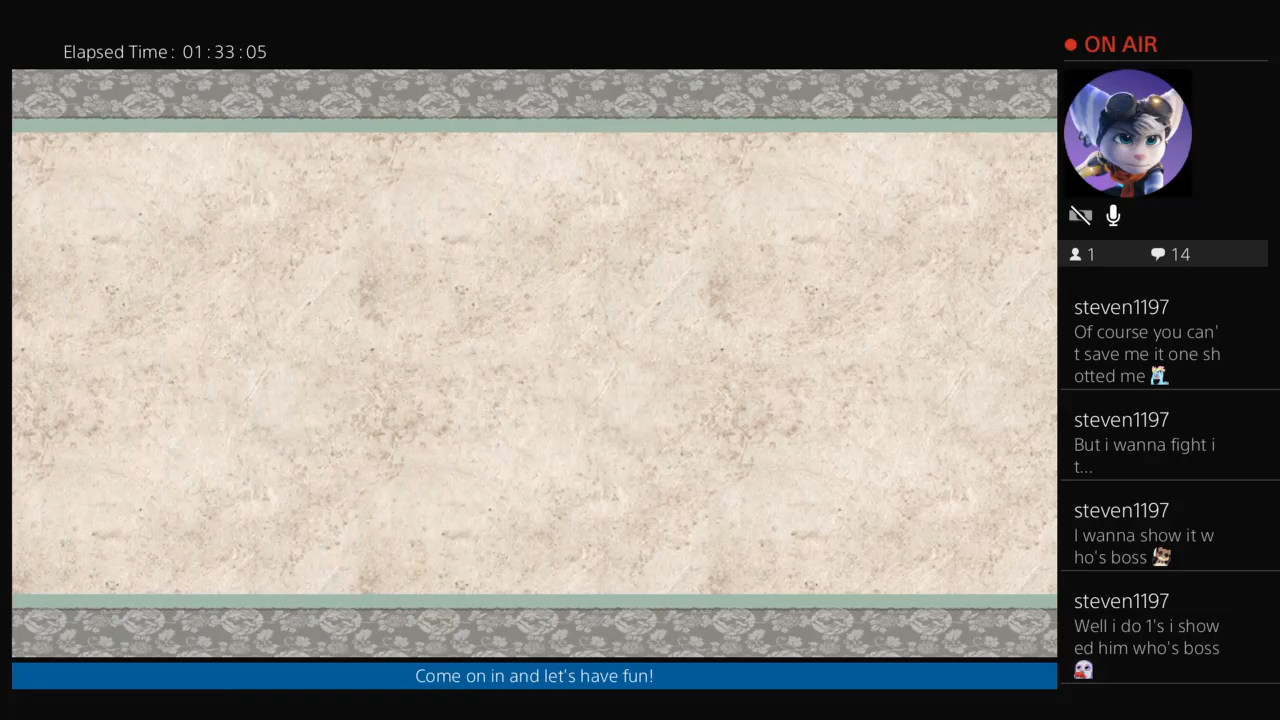 Elapsed Time: 01:33:05
ON AIR
1
14
steven1197
Of course you can'
t save me it one sh
otted me
steven1197
But i wanna fight i
t...
steven1197
I wanna show it w
ho's boss
steven1197
Well i do 1's i show
ed him who's boss
Come on in and let's have fun!